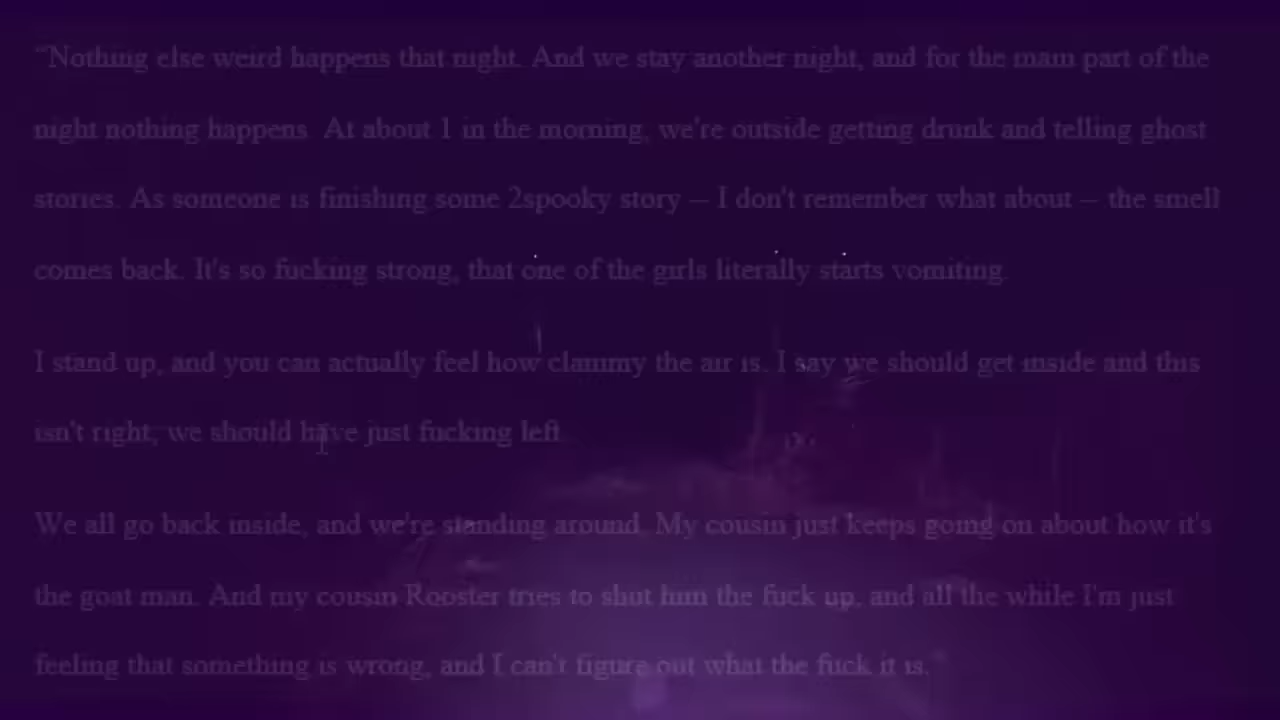 “Nothing else weird happens that night. And we stay another night, and for the main part of the
night nothing happens. At about 1 in the morning, we're outside getting drunk and telling ghost
stories. As someone is finishing some 2spooky story – I don't remember what about – the smell
comes back. It's so fucking strong, that one of the girls literally starts vomiting.
I stand up, and you can actually feel how clammy the air is. I say we should get inside and this
isn't right, we should have just fucking left.
We all go back inside, and we're standing around. My cousin just keeps going on about how it's
the goat man. And my cousin Rooster tries to shut him the fuck up, and all the while I'm just
feeling that something is wrong, and I can't figure out what the fuck it is.”